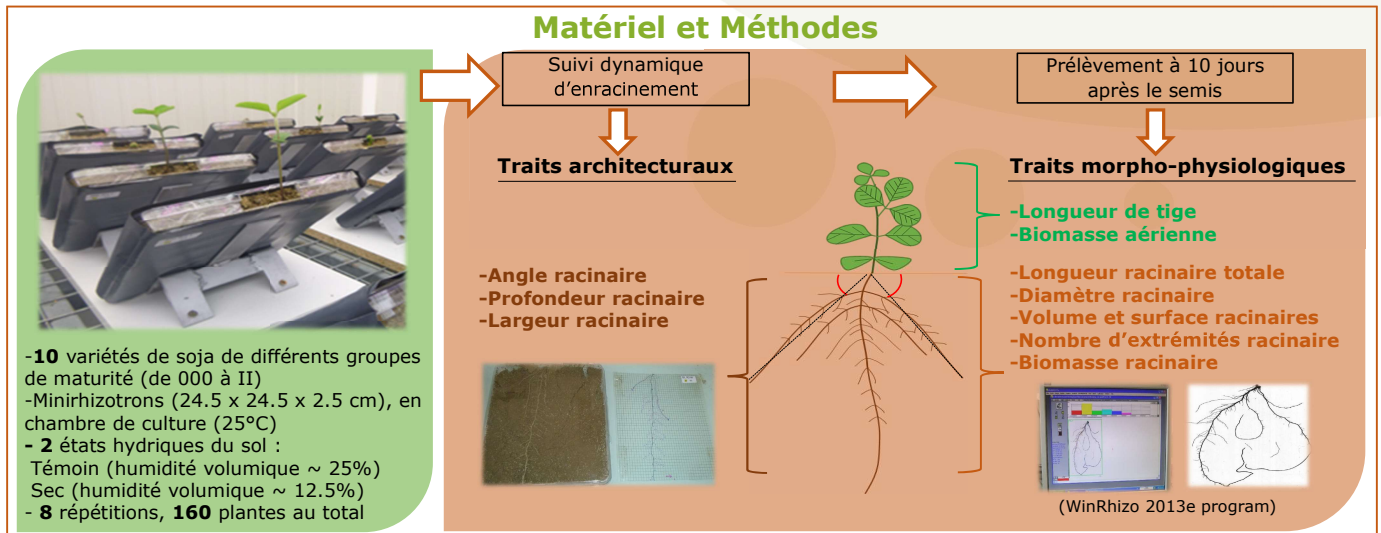 Matériel et Méthodes
-10 variétés de soja de différents groupes
de maturité (de 000 à II)
-Minirhizotrons (24.5 x 24.5 x 2.5 cm), en
chambre de culture (25°C)
- 2 états hydriques du sol :
Témoin (humidité volumique ~ 25%)
Sec (humidité volumique ~ 12.5%)
- 8 répétitions, 160 plantes au total
Suivi dynamique
d'enracinement
Traits architecturaux
-Angle racinaire
-Profondeur racinaire
-Largeur racinaire
Prélèvement à 10 jours
après le semis
Traits morpho-physiologiques
-Longueur de tige
-Biomasse aérienne
-Longueur racinaire totale
-Diamètre racinaire
-Volume et surface racinaires
-Nombre d'extrémités racinaire
-Biomasse racinaire
(WinRhizo 2013e program)